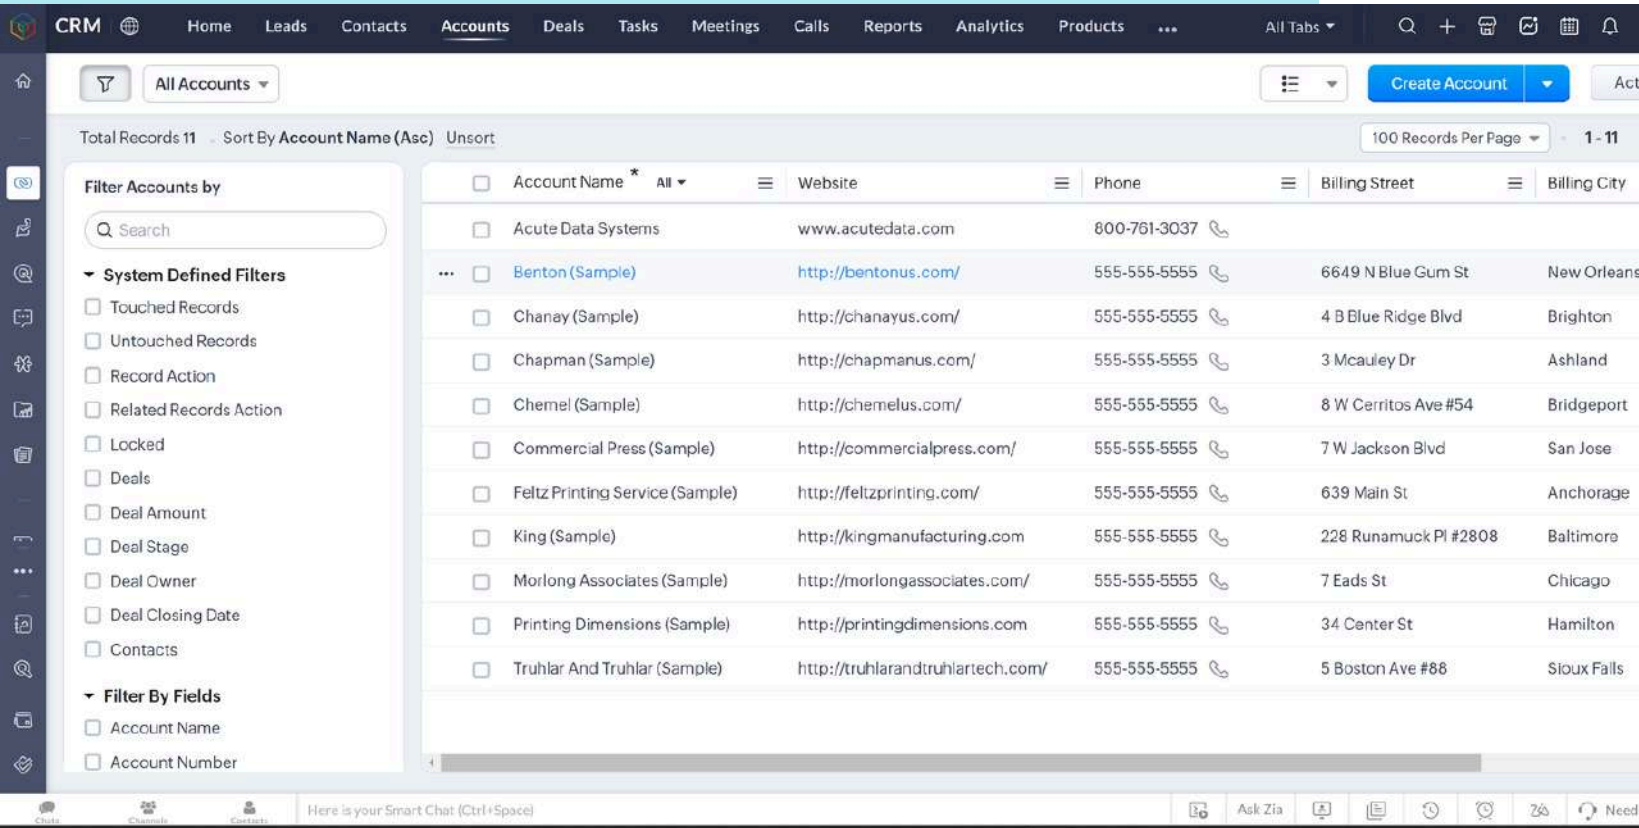 CRM Home Leads Contacts Accounts Deals Tasks Meetings Calls Reports Analytics Products ... All Tabs
All Accounts Create Account Act
Total Records 11 . Sort By Account Name (Asc) Unsort 100 Records Per Page 1 - 11
Filter Accounts by
Search
System Defined Filters
Touched Records
Untouched Records
Record Action
Related Records Action
Locked
Deals
Deal Amount
Deal Stage
Deal Owner
Deal Closing Date
Contacts
Filter By Fields
Account Name
Account Number
Account Name * All Website Phone Billing Street Billing City
Acute Data Systems www.acutedata.com 800-761-3037
Benton (Sample) http://bentonus.com/ 555-555-5555 6649 N Blue Gum St New Orleans
Chanay (Sample) http://chanayus.com/ 555-555-5555 4 B Blue Ridge Blvd Brighton
Chapman (Sample) http://chapmanus.com/ 555-555-5555 3 Mcauley Dr Ashland
Chemel (Sample) http://chemelus.com/ 555-555-5555 8 W Cerritos Ave #54 Bridgeport
Commercial Press (Sample) http://commercialpress.com/ 555-555-5555 7 W Jackson Blvd San Jose
Feltz Printing Service (Sample) http://feltzprinting.com/ 555-555-5555 639 Main St Anchorage
King (Sample) http://kingmanufacturing.com 555-555-5555 228 Runamuck Pl #2808 Baltimore
Morlong Associates (Sample) http://morlongassociates.com/ 555-555-5555 7 Eads St Chicago
Printing Dimensions (Sample) http://printingdimensions.com 555-555-5555 34 Center St Hamilton
Truhlar And Truhlar (Sample) http://truhlarandtruhlartech.com/ 555-555-5555 5 Boston Ave #88 Sioux Falls
Chats Channels Contacts Here is your Smart Chat (Ctrl+Space) Ask Zia Need